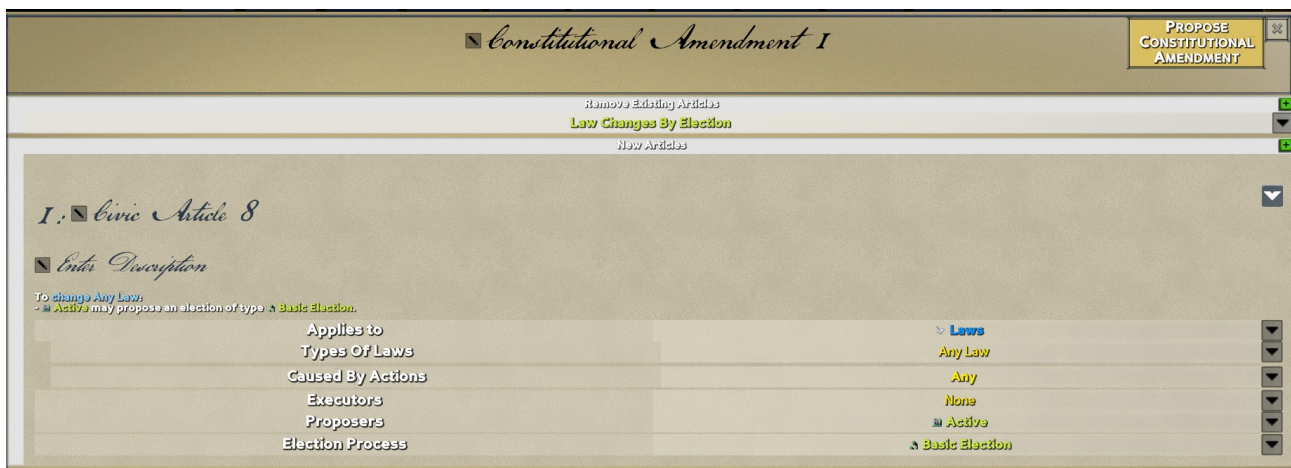 Constitutional Amendment I
PROPOSE CONSTITUTIONAL AMENDMENT
Remove Existing Articles
Law Changes By Election
New Articles
I: Civic Article 8
Enter Description
To change Any Law:
- Active may propose an election of type Basic Election.
Applies to Laws
Types Of Laws Any Law
Caused By Actions Any
Executors None
Proposers Active
Election Process Basic Election